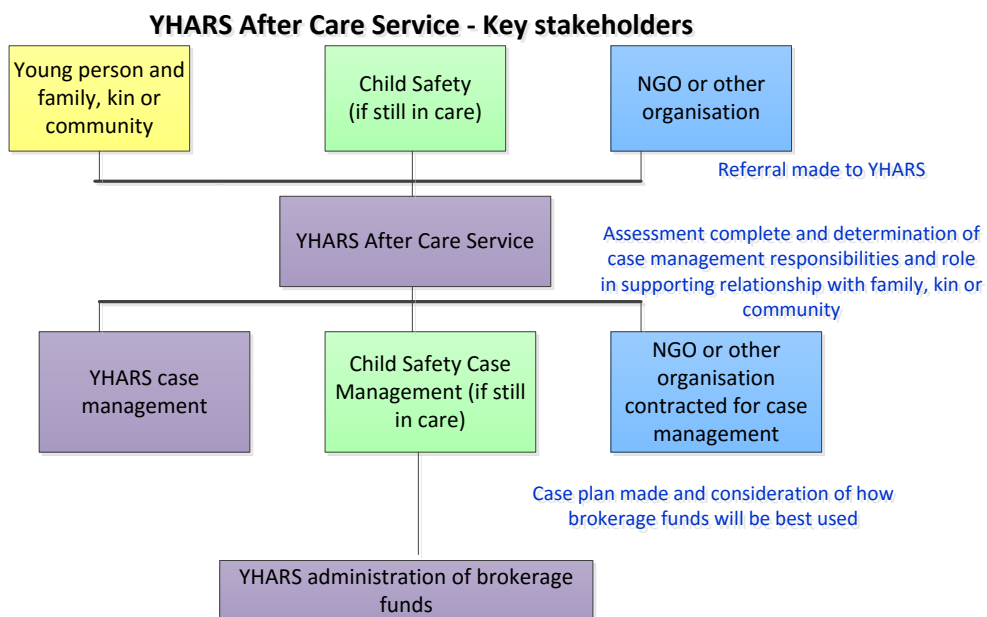 YHARS After Care Service - Key stakeholders
Young person and
family, kin or
community
Child Safety
(if still in care)
NGO or other
organisation
Referral made to YHARS
YHARS After Care Service
Assessment complete and determination of
case management responsibilities and role
in supporting relationship with family, kin or
community
YHARS case
management
Child Safety Case
Management (if still
in care)
NGO or other
organisation
contracted for case
management
Case plan made and consideration of how
brokerage funds will be best used
YHARS administration of brokerage
funds